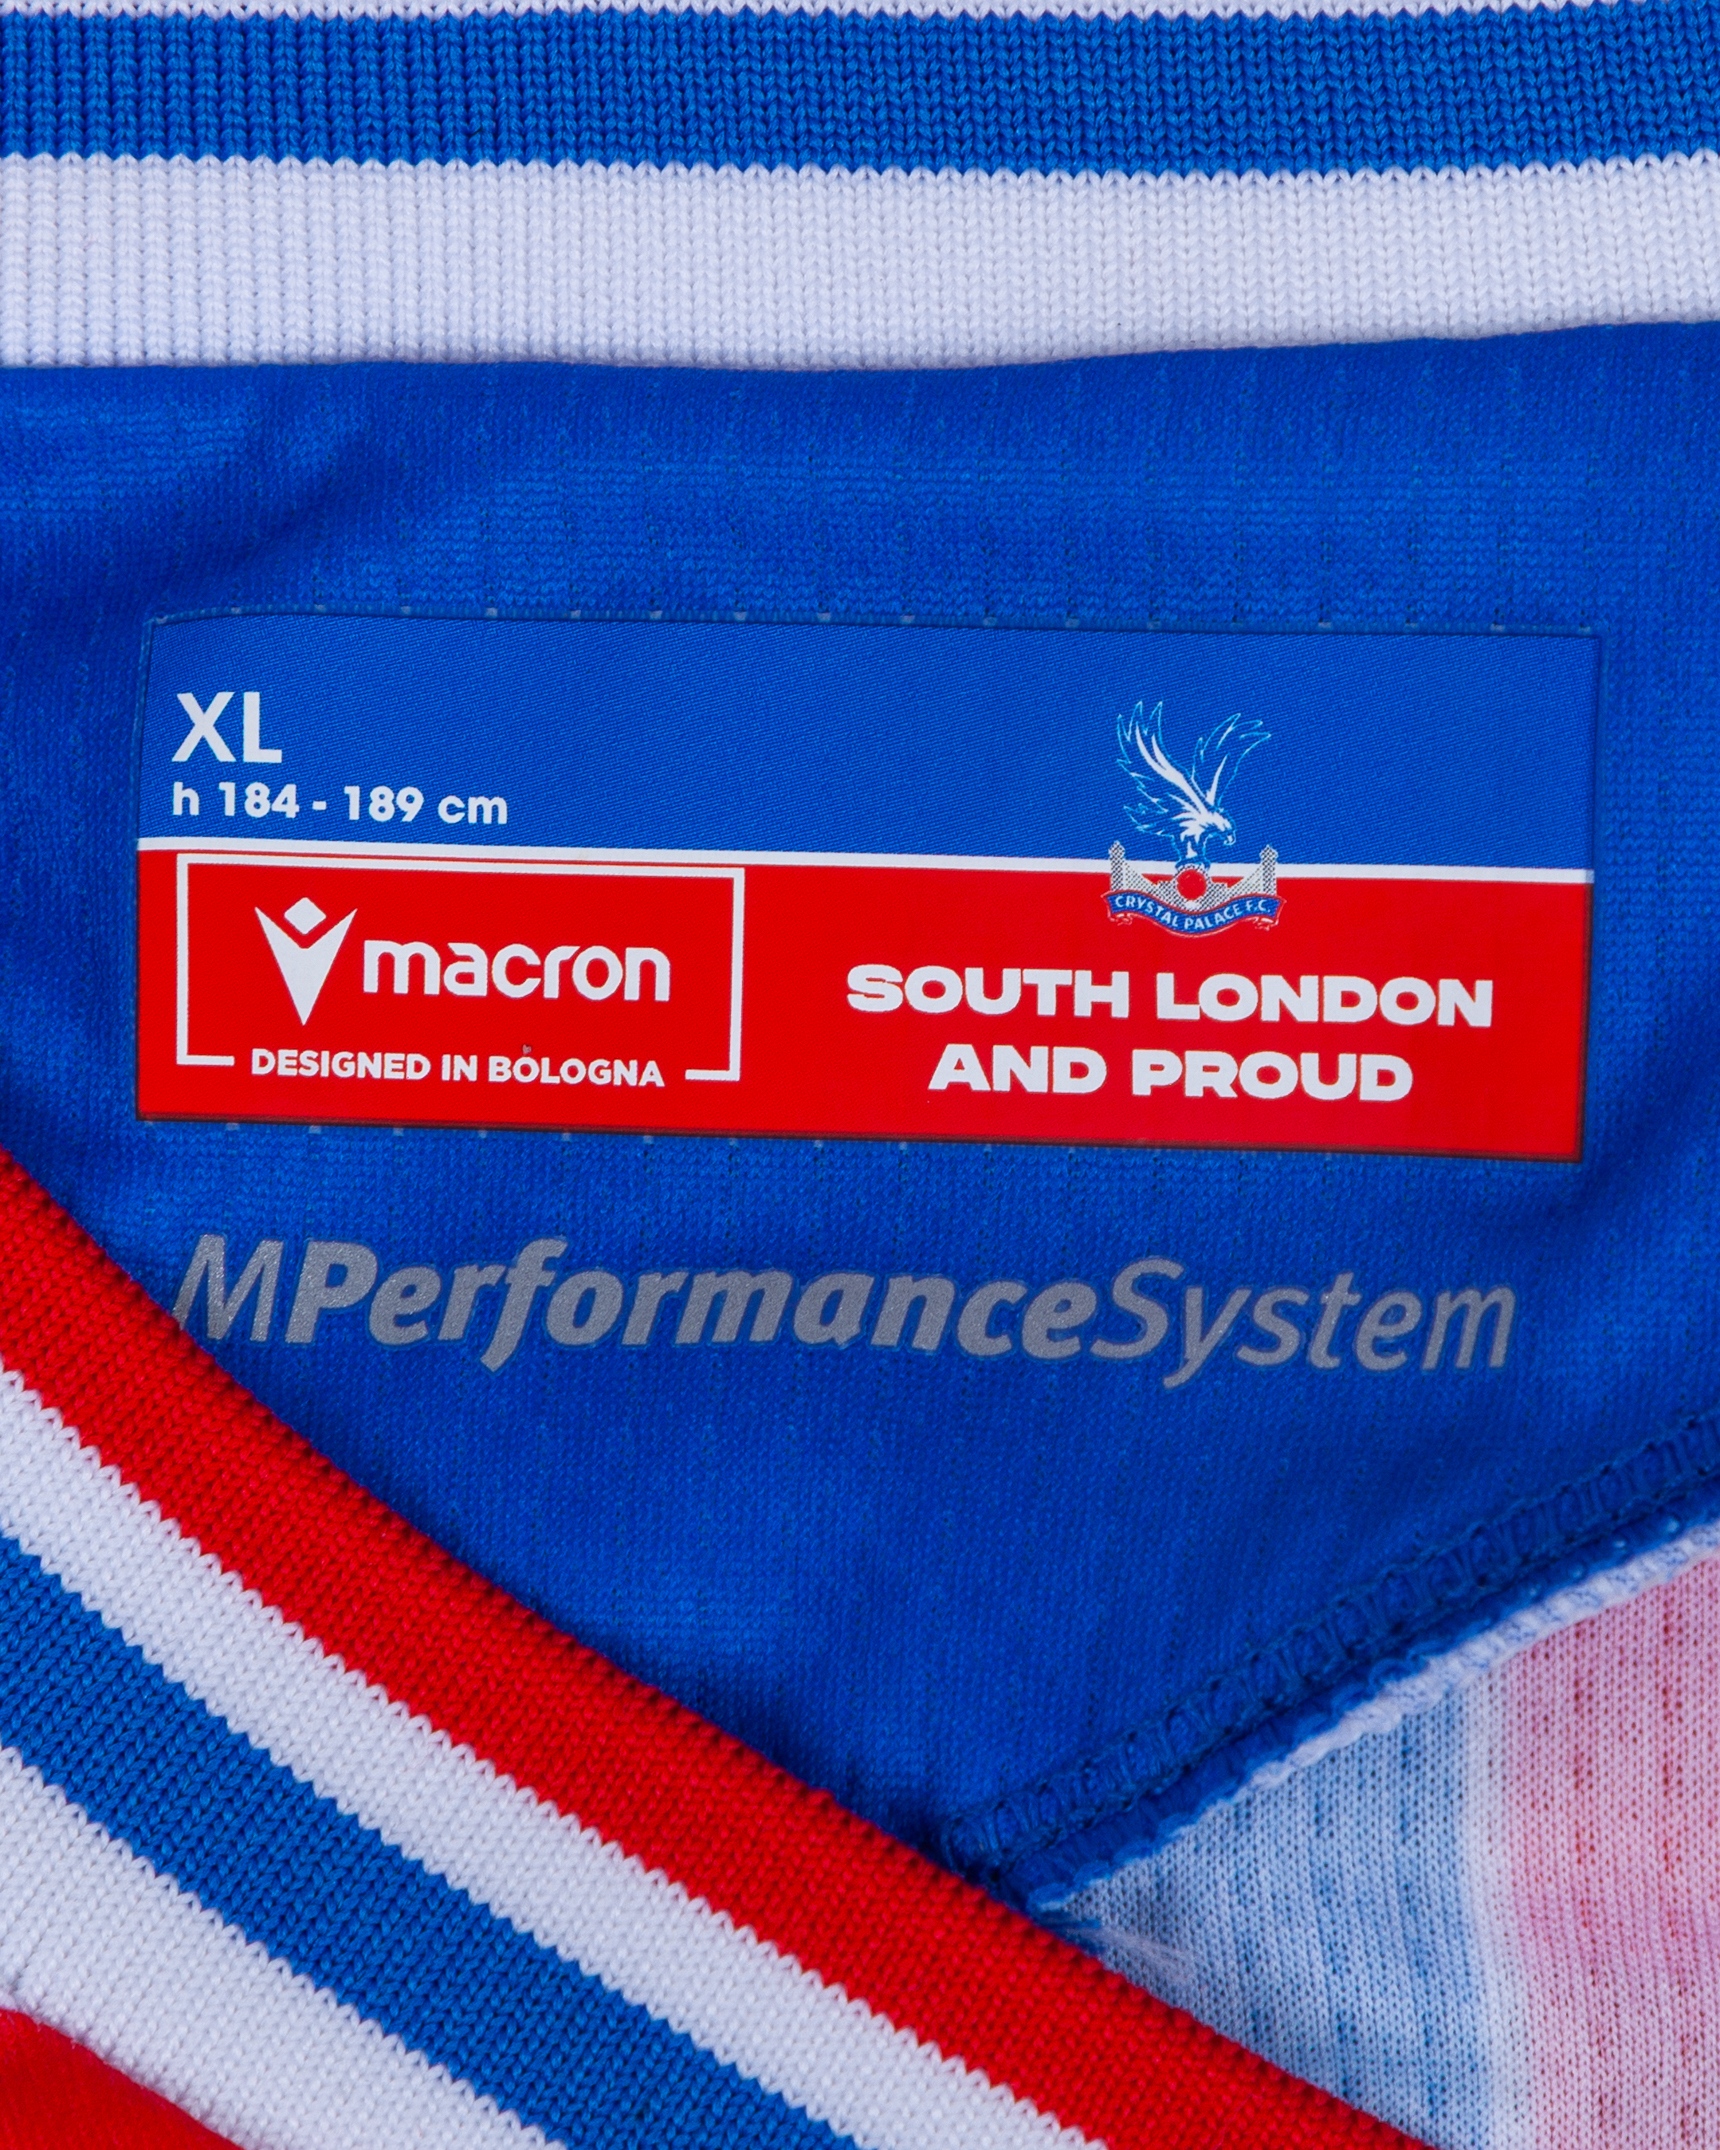 XL
h 184 - 189 cm
CRYSTAL PALACE F.C.
macron
DESIGNED IN BOLOGNA
SOUTH LONDON
AND PROUD
MPerformanceSystem